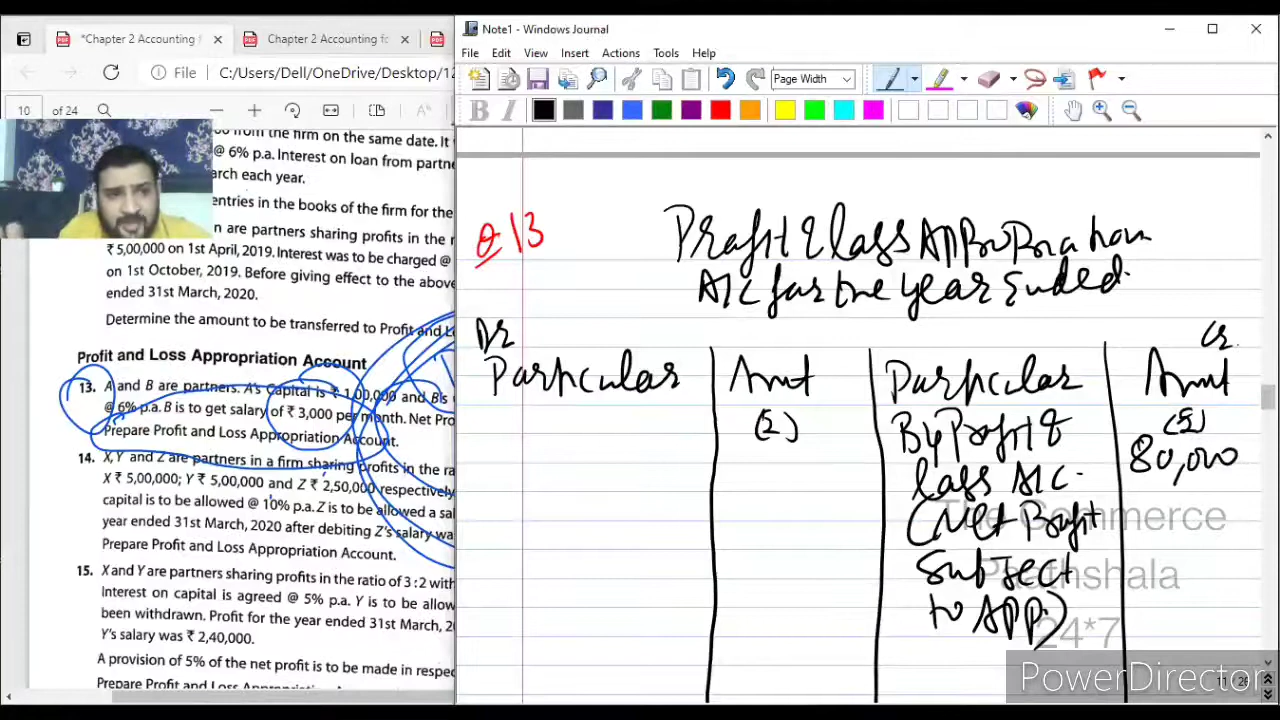 *Chapter 2 Accounting f
Chapter 2 Accounting fo
File
C:/Users/Dell/OneDrive/Desktop/12
10 of 24
00 from the firm on the same date. It
@ 6% p.a. Interest on loan from partne
arch each year.
entries in the books of the firm for the
n are partners sharing profits in the r
₹ 5,00,000 on 1st April, 2019. Interest was to be charged @
on 1st October, 2019. Before giving effect to the above
ended 31st March, 2020.
Determine the amount to be transferred to Profit and L
Profit and Loss Appropriation Account
13. A and B are partners. A's Capital is ₹ 1,00,000 and B's
@ 6% p.a. B is to get salary of ₹ 3,000 per month. Net Pro
Prepare Profit and Loss Appropriation Account.
14. X, Y and Z are partners in a firm sharing profits in the ra
X ₹ 5,00,000; Y ₹ 5,00,000 and Z ₹ 2,50,000 respectively
capital is to be allowed @ 10% p.a. Z is to be allowed a sal
year ended 31st March, 2020 after debiting Z's salary wa
Prepare Profit and Loss Appropriation Account.
15. X and Y are partners sharing profits in the ratio of 3 : 2 with
Interest on capital is agreed @ 5% p.a. Y is to be allow
been withdrawn. Profit for the year ended 31st March, 20
Y's salary was ₹ 2,40,000.
A provision of 5% of the net profit is to be made in respec
Prepare Profit and Loss Appropriation Account
Note1 - Windows Journal
File Edit View Insert Actions Tools Help
Page Width
B I
Q 13
Profit & loss Appropriation
A/C for the year Ended
Dr Cr.
Particular Amt Particular Amt
(₹) By Profit & (₹)
80,000
loss A/C
(Net Profit
Subject
to APP.)
The Commerce
Paathshala
24*7
PowerDirector